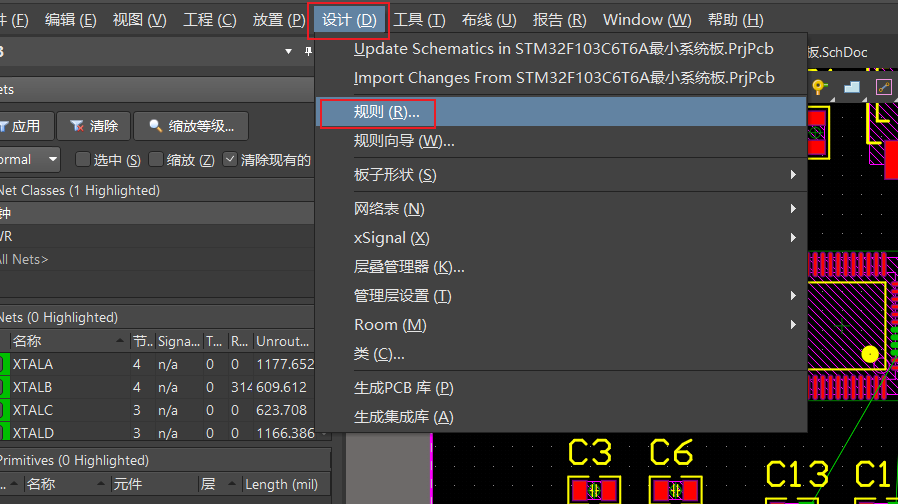 件 (F) 编辑 (E) 视图 (V) 工程 (C) 放置 (P) 设计 (D) 工具 (T) 布线 (U) 报告 (R) Window (W) 帮助 (H)
Update Schematics in STM32F103C6T6A最小系统板.PrjPcb
板.SchDoc
Import Changes From STM32F103C6T6A最小系统板.PrjPcb
规则 (R)...
规则向导 (W)...
板子形状 (S)
网络表 (N)
xSignal (X)
层叠管理器 (K)...
管理层设置 (T)
Room (M)
类 (C)...
生成PCB 库 (P)
生成集成库 (A)
ets
应用 清除 缩放等级...
ormal 选中 (S) 缩放 (Z) 清除现有的
Net Classes (1 Highlighted)
钟
WR
All Nets>
Nets (0 Highlighted)
名称 节.. Signa... T... R... Unrout...
XTALA 4 n/a 0 0 1177.652
XTALB 4 n/a 0 314 609.612
XTALC 3 n/a 0 0 623.708
XTALD 3 n/a 0 0 1166.386
Primitives (0 Highlighted)
... 名称 元件 层 Length (mil)
C3 C6
C13 C1